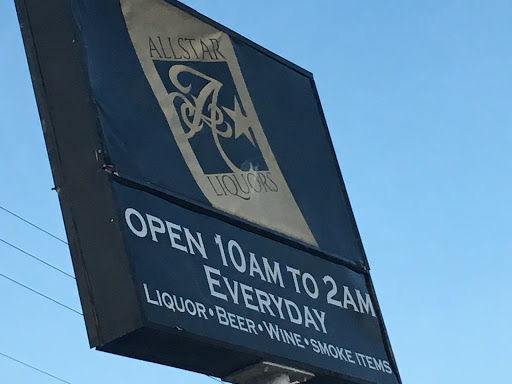 ALLSTAR
A
LIQUORS
OPEN 10AM TO 2AM
EVERYDAY
LIQUOR • BEER • WINE • SMOKE ITEMS